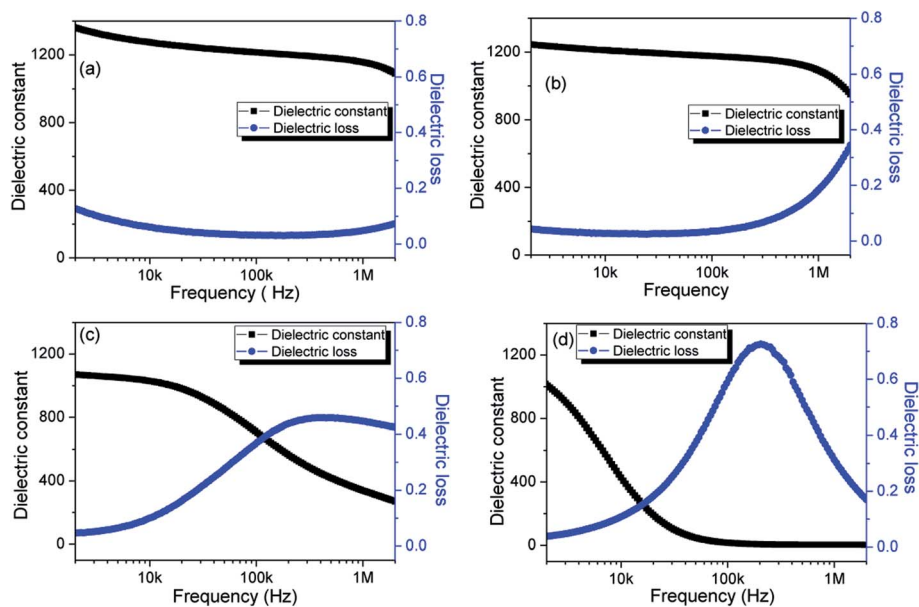 (a)
Dielectric constant
1200
800
400
0
Dielectric constant
Dielectric loss
0.8
0.6
0.4
0.2
0.0
Dielectric loss
10k
100k
1M
Frequency ( Hz)
(b)
Dielectric constant
1200
800
400
0
Dielectric constant
Dielectric loss
0.8
0.6
0.4
0.2
0.0
Dielectric loss
10k
100k
1M
Frequency
(c)
Dielectric constant
1200
800
400
0
Dielectric constant
Dielectric loss
0.8
0.6
0.4
0.2
0.0
Dielectric loss
10k
100k
1M
Frequency (Hz)
(d)
Dielectric constant
1200
800
400
0
Dielectric constant
Dielectric loss
0.8
0.6
0.4
0.2
0.0
Dielectric loss
10k
100k
1M
Frequency (Hz)